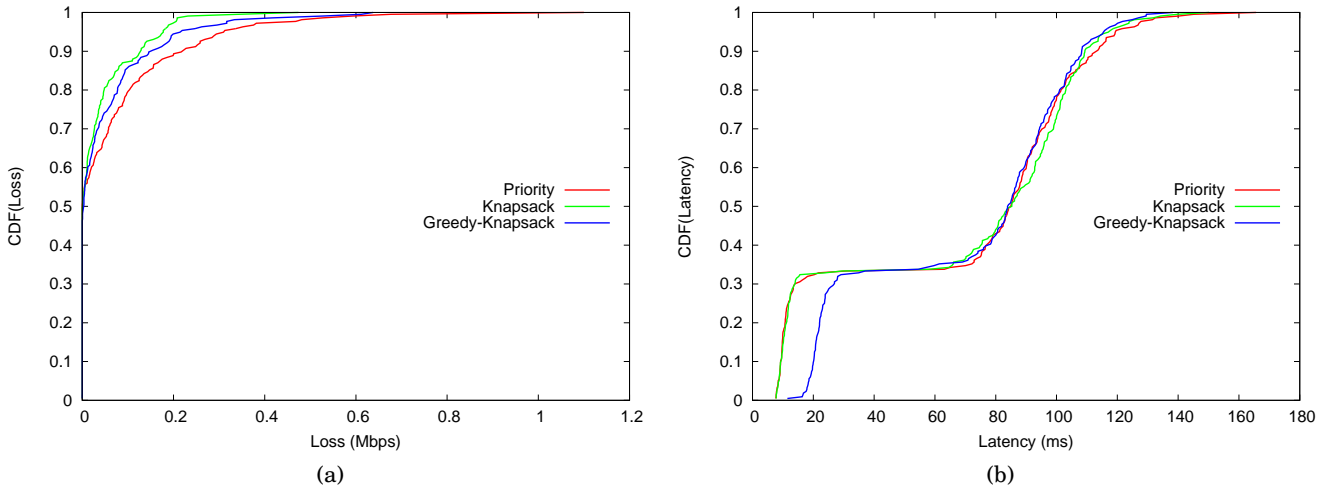 1
0.9
0.8
0.7
0.6
0.5
0.4
0.3
0.2
0.1
0
CDF(Loss)
Priority
Knapsack
Greedy-Knapsack
0 0.2 0.4 0.6 0.8 1 1.2
Loss (Mbps)
(a)
1
0.9
0.8
0.7
0.6
0.5
0.4
0.3
0.2
0.1
0
CDF(Latency)
Priority
Knapsack
Greedy-Knapsack
0 20 40 60 80 100 120 140 160 180
Latency (ms)
(b)